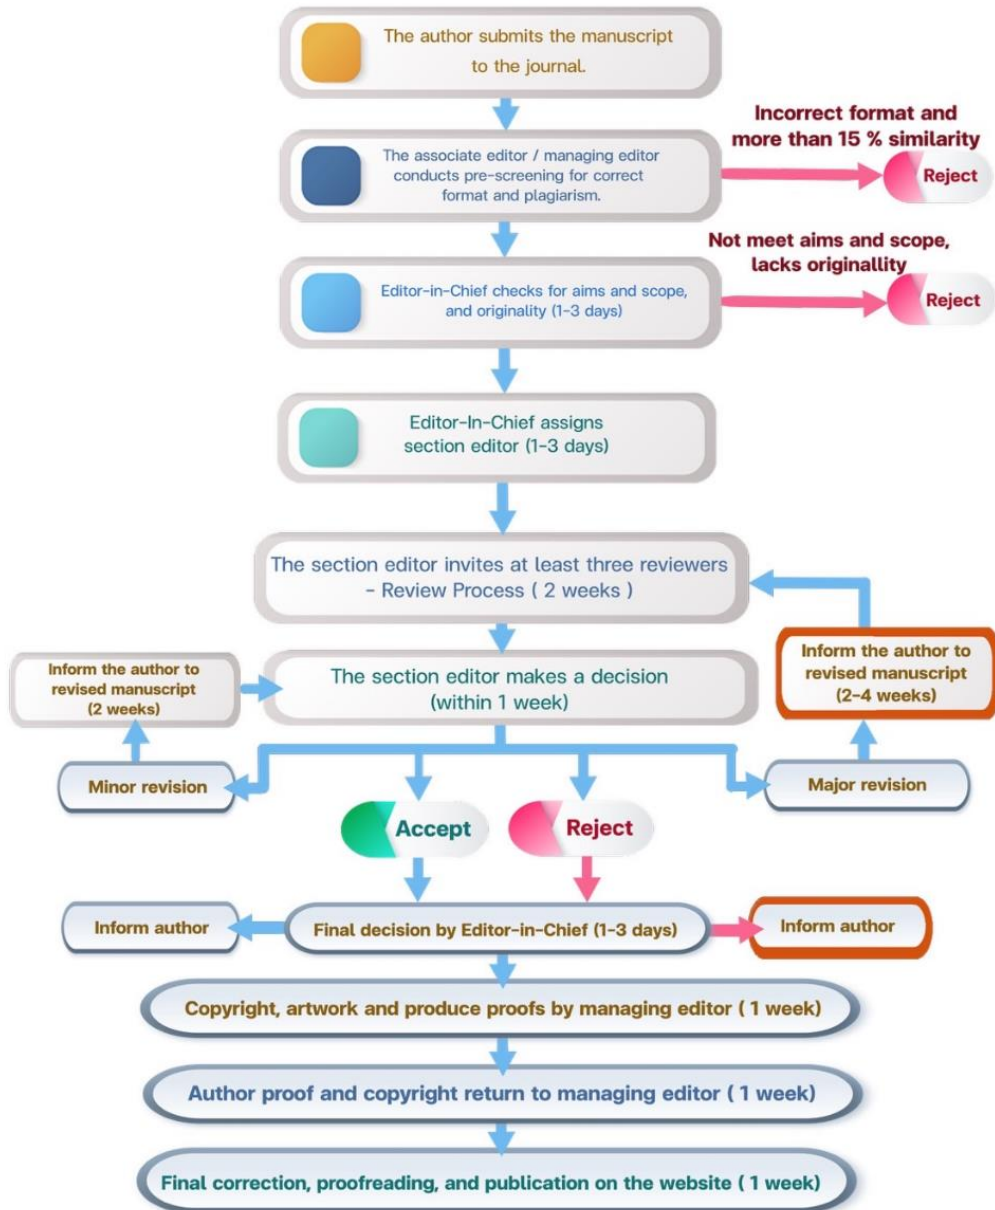 The author submits the manuscript
to the journal.
Incorrect format and
more than 15 % similarity
The associate editor / managing editor
conducts pre-screening for correct
format and plagiarism.
Reject
Not meet aims and scope,
lacks originallity
Editor-in-Chief checks for aims and scope,
and originality (1-3 days)
Reject
Editor-In-Chief assigns
section editor (1-3 days)
The section editor invites at least three reviewers
- Review Process ( 2 weeks )
Inform the author to
revised manuscript
(2 weeks)
The section editor makes a decision
(within 1 week)
Inform the author to
revised manuscript
(2-4 weeks)
Minor revision
Major revision
Accept
Reject
Inform author
Final decision by Editor-in-Chief (1-3 days)
Inform author
Copyright, artwork and produce proofs by managing editor ( 1 week)
Author proof and copyright return to managing editor ( 1 week)
Final correction, proofreading, and publication on the website ( 1 week)